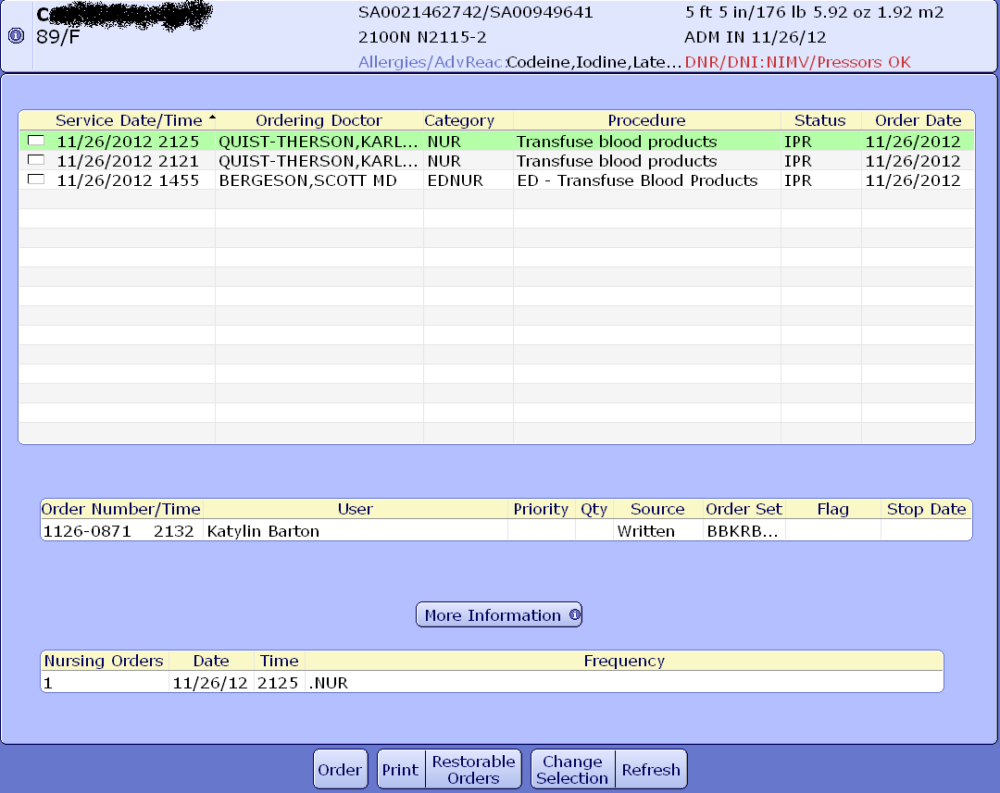 SA0021462742/SA00949641 5 ft 5 in/176 lb 5.92 oz 1.92 m2
89/F 2100N N2115-2 ADM IN 11/26/12
Allergies/AdvReac: Codeine,Iodine,Late... DNR/DNI:NIMV/Pressors OK
Service Date/Time Ordering Doctor Category Procedure Status Order Date
11/26/2012 2125 QUIST-THERSON,KARL... NUR Transfuse blood products IPR 11/26/2012
11/26/2012 2121 QUIST-THERSON,KARL... NUR Transfuse blood products IPR 11/26/2012
11/26/2012 1455 BERGESON,SCOTT MD EDNUR ED - Transfuse Blood Products IPR 11/26/2012
Order Number/Time User Priority Qty Source Order Set Flag Stop Date
1126-0871 2132 Katylin Barton Written BBKRB...
More Information
Nursing Orders Date Time Frequency
1 11/26/12 2125 .NUR
Order Print Restorable Orders Change Selection Refresh